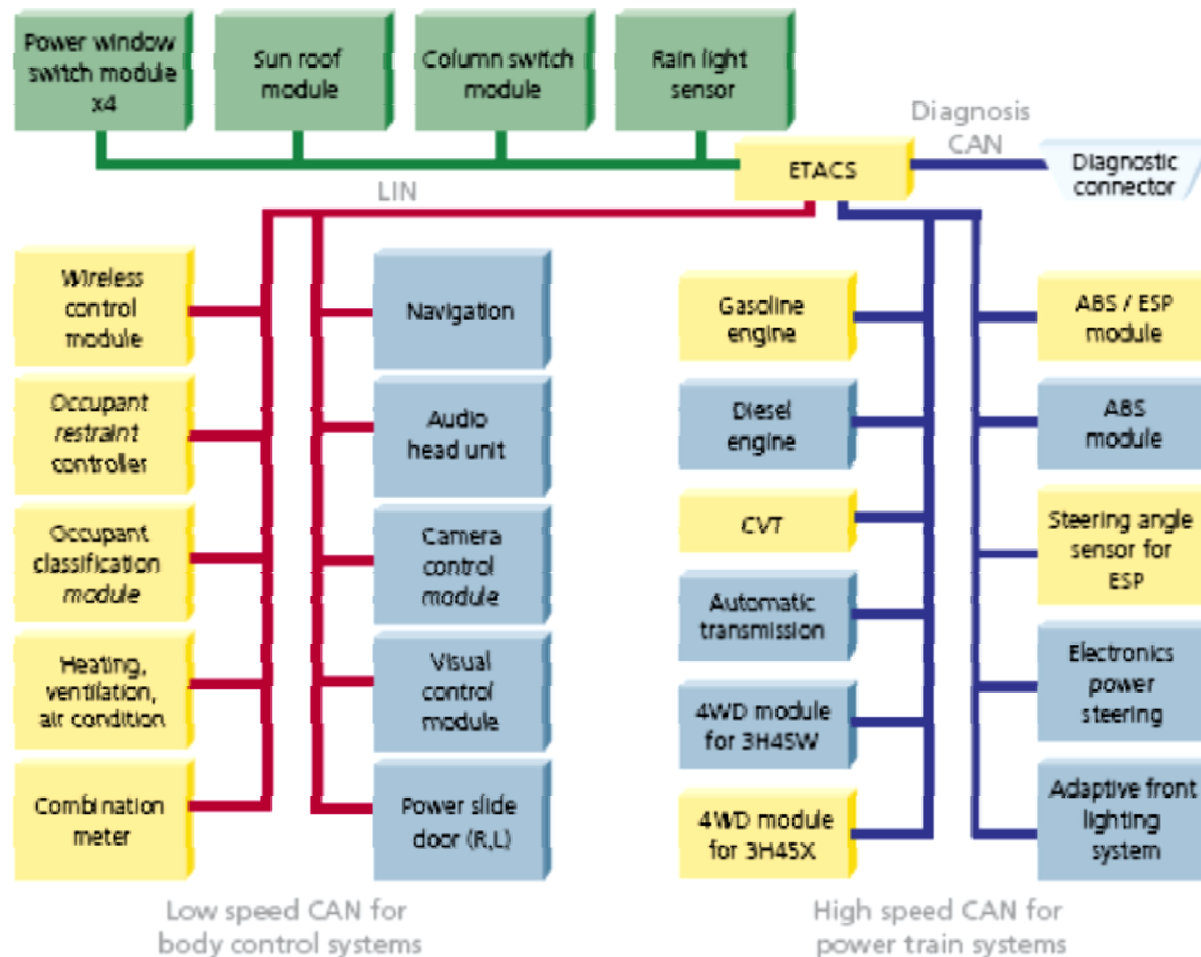 Power window
switch module
x4
Sun roof
module
Column switch
module
Rain light
sensor
Diagnosis
CAN
ETACS
Diagnostic
connector
LIN
Wireless
control
module
Navigation
Gasoline
engine
ABS / ESP
module
Occupant
restraint
controller
Audio
head unit
Diesel
engine
ABS
module
Occupant
classification
module
Camera
control
module
CVT
Steering angle
sensor for
ESP
Automatic
transmission
Heating,
ventilation,
air condition
Visual
control
module
4WD module
for 3H45W
Electronics
power
steering
Combination
meter
Power slide
door (R,L)
4WD module
for 3H45X
Adaptive front
lighting
system
Low speed CAN for
body control systems
High speed CAN for
power train systems